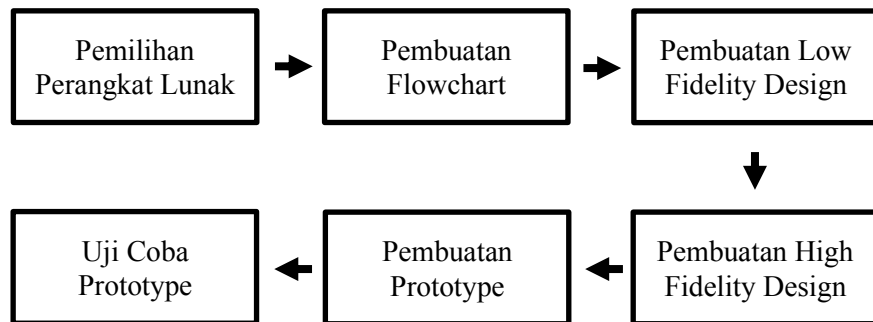 Pemilihan
Perangkat Lunak
Pembuatan
Flowchart
Pembuatan Low
Fidelity Design
Pembuatan High
Fidelity Design
Pembuatan
Prototype
Uji Coba
Prototype